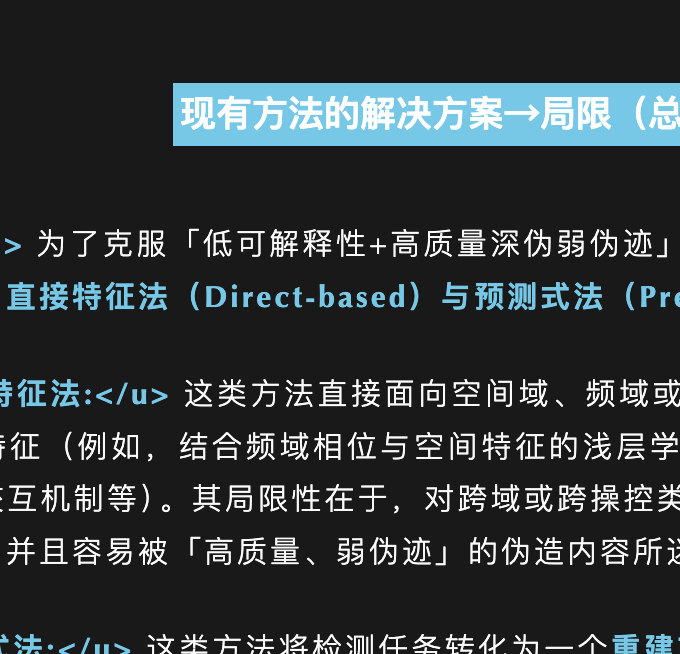 现有方法的解决方案→局限（总
> 为了克服「低可解释性+高质量深伪弱伪迹」
直接特征法（Direct-based）与预测式法（Pre
特征法:</u> 这类方法直接面向空间域、频域或
特征（例如，结合频域相位与空间特征的浅层学
交互机制等）。其局限性在于，对跨域或跨操控类
并且容易被「高质量、弱伪迹」的伪造内容所迷
式法:</u> 这类方法将检测任务转化为一个重建